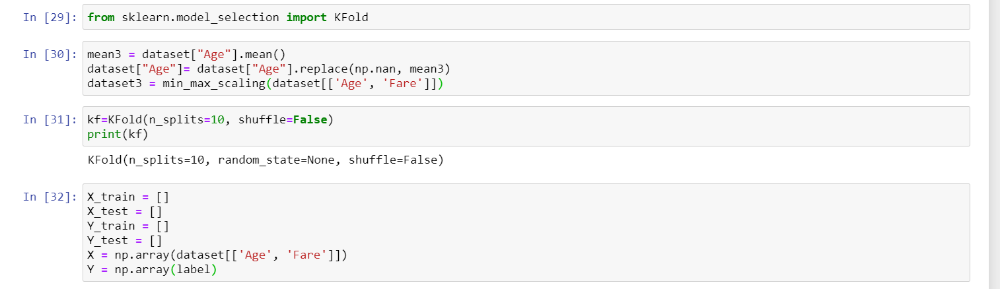 In [29]: from sklearn.model_selection import KFold
In [30]: mean3 = dataset["Age"].mean()
dataset["Age"]= dataset["Age"].replace(np.nan, mean3)
dataset3 = min_max_scaling(dataset[['Age', 'Fare']])
In [31]: kf=KFold(n_splits=10, shuffle=False)
print(kf)
KFold(n_splits=10, random_state=None, shuffle=False)
In [32]: X_train = []
X_test = []
Y_train = []
Y_test = []
X = np.array(dataset[['Age', 'Fare']])
Y = np.array(label)